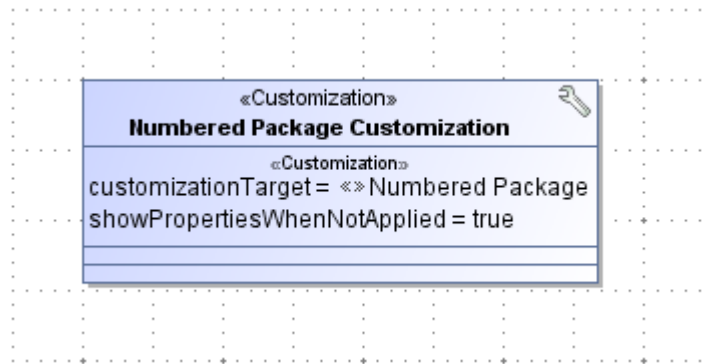 «Customization»
Numbered Package Customization
«Customization»
customizationTarget = «» Numbered Package
showPropertiesWhenNotApplied = true